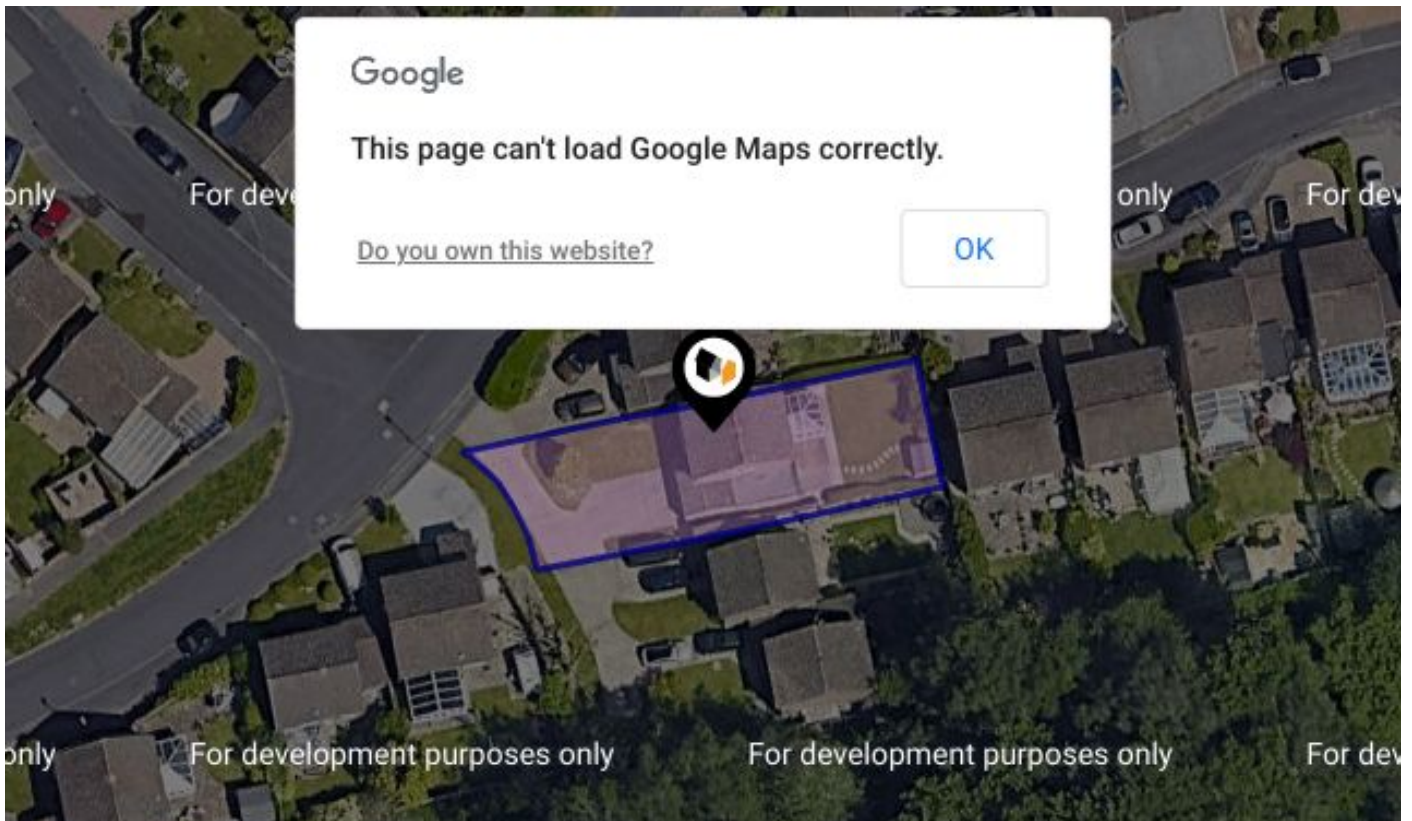 Google
This page can't load Google Maps correctly.
only
For deve
only
For dev
Do you own this website?
OK
only
For development purposes only
For development purposes only
For dev